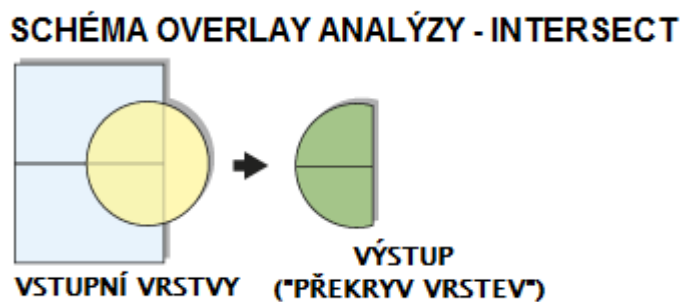 SCHÉMA OVERLAY ANALÝZY - INTERSECT
VSTUPNÍ VRSTVY
VÝSTUP
("PŘEKRYV VRSTEV")